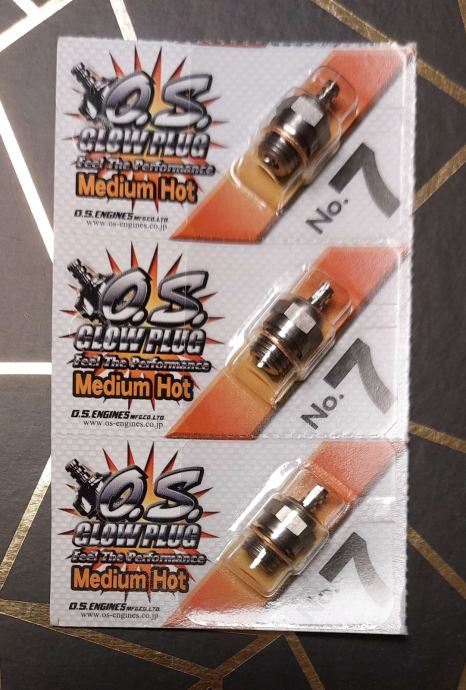 O.S.
GLOW PLUG
Feel The Performance
Medium Hot
O.S.ENGINES MFG.CO.LTD.
www.os-engines.co.jp
No.7
O.S.
GLOW PLUG
Feel The Performance
Medium Hot
O.S.ENGINES MFG.CO.LTD.
www.os-engines.co.jp
No.7
O.S.
GLOW PLUG
Feel The Performance
Medium Hot
O.S.ENGINES MFG.CO.LTD.
www.os-engines.co.jp
No.7